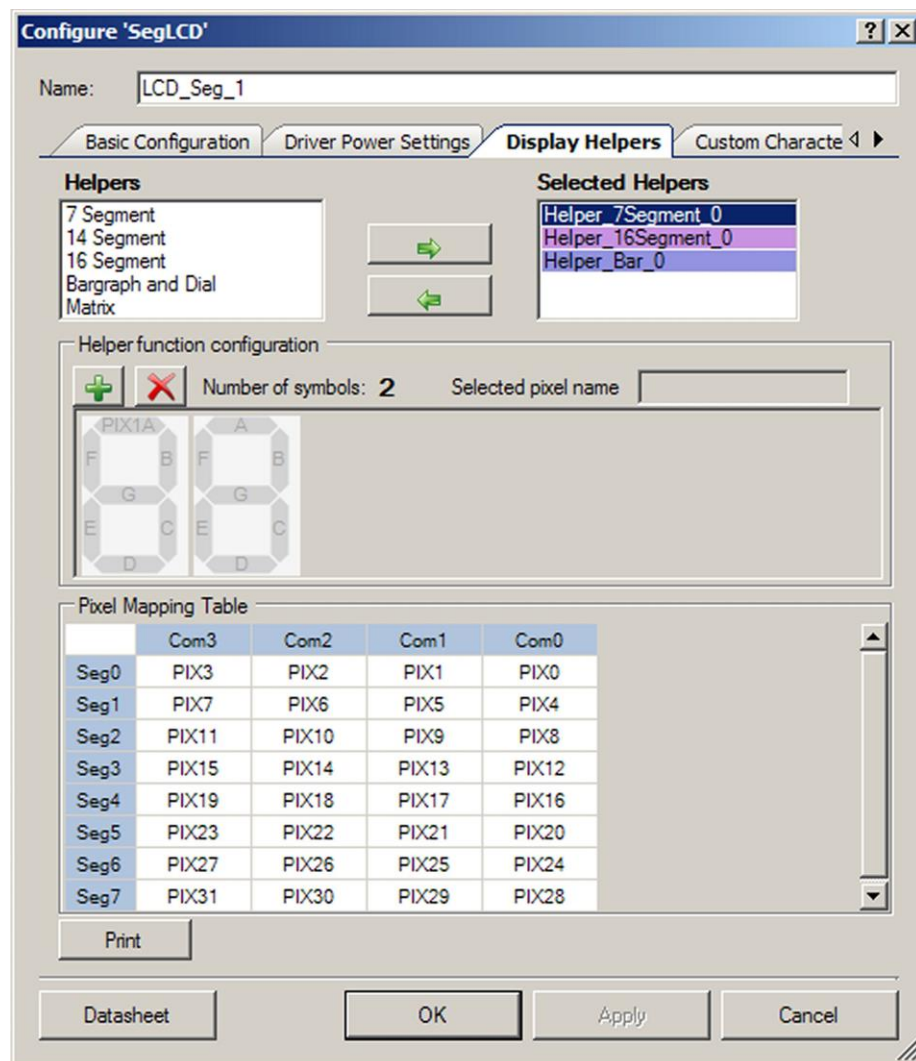 Configure 'SegLCD'
?
Name: LCD_Seg_1
Basic Configuration Driver Power Settings Display Helpers Custom Characte
Helpers Selected Helpers
7 Segment Helper_7Segment_0
14 Segment Helper_16Segment_0
16 Segment Helper_Bar_0
Bargraph and Dial
Matrix
Helper function configuration
Number of symbols: 2 Selected pixel name
PIX1A A
F B F B
G G
E C E C
D D
Pixel Mapping Table
Com3 Com2 Com1 Com0
Seg0 PIX3 PIX2 PIX1 PIX0
Seg1 PIX7 PIX6 PIX5 PIX4
Seg2 PIX11 PIX10 PIX9 PIX8
Seg3 PIX15 PIX14 PIX13 PIX12
Seg4 PIX19 PIX18 PIX17 PIX16
Seg5 PIX23 PIX22 PIX21 PIX20
Seg6 PIX27 PIX26 PIX25 PIX24
Seg7 PIX31 PIX30 PIX29 PIX28
Print
Datasheet OK Apply Cancel